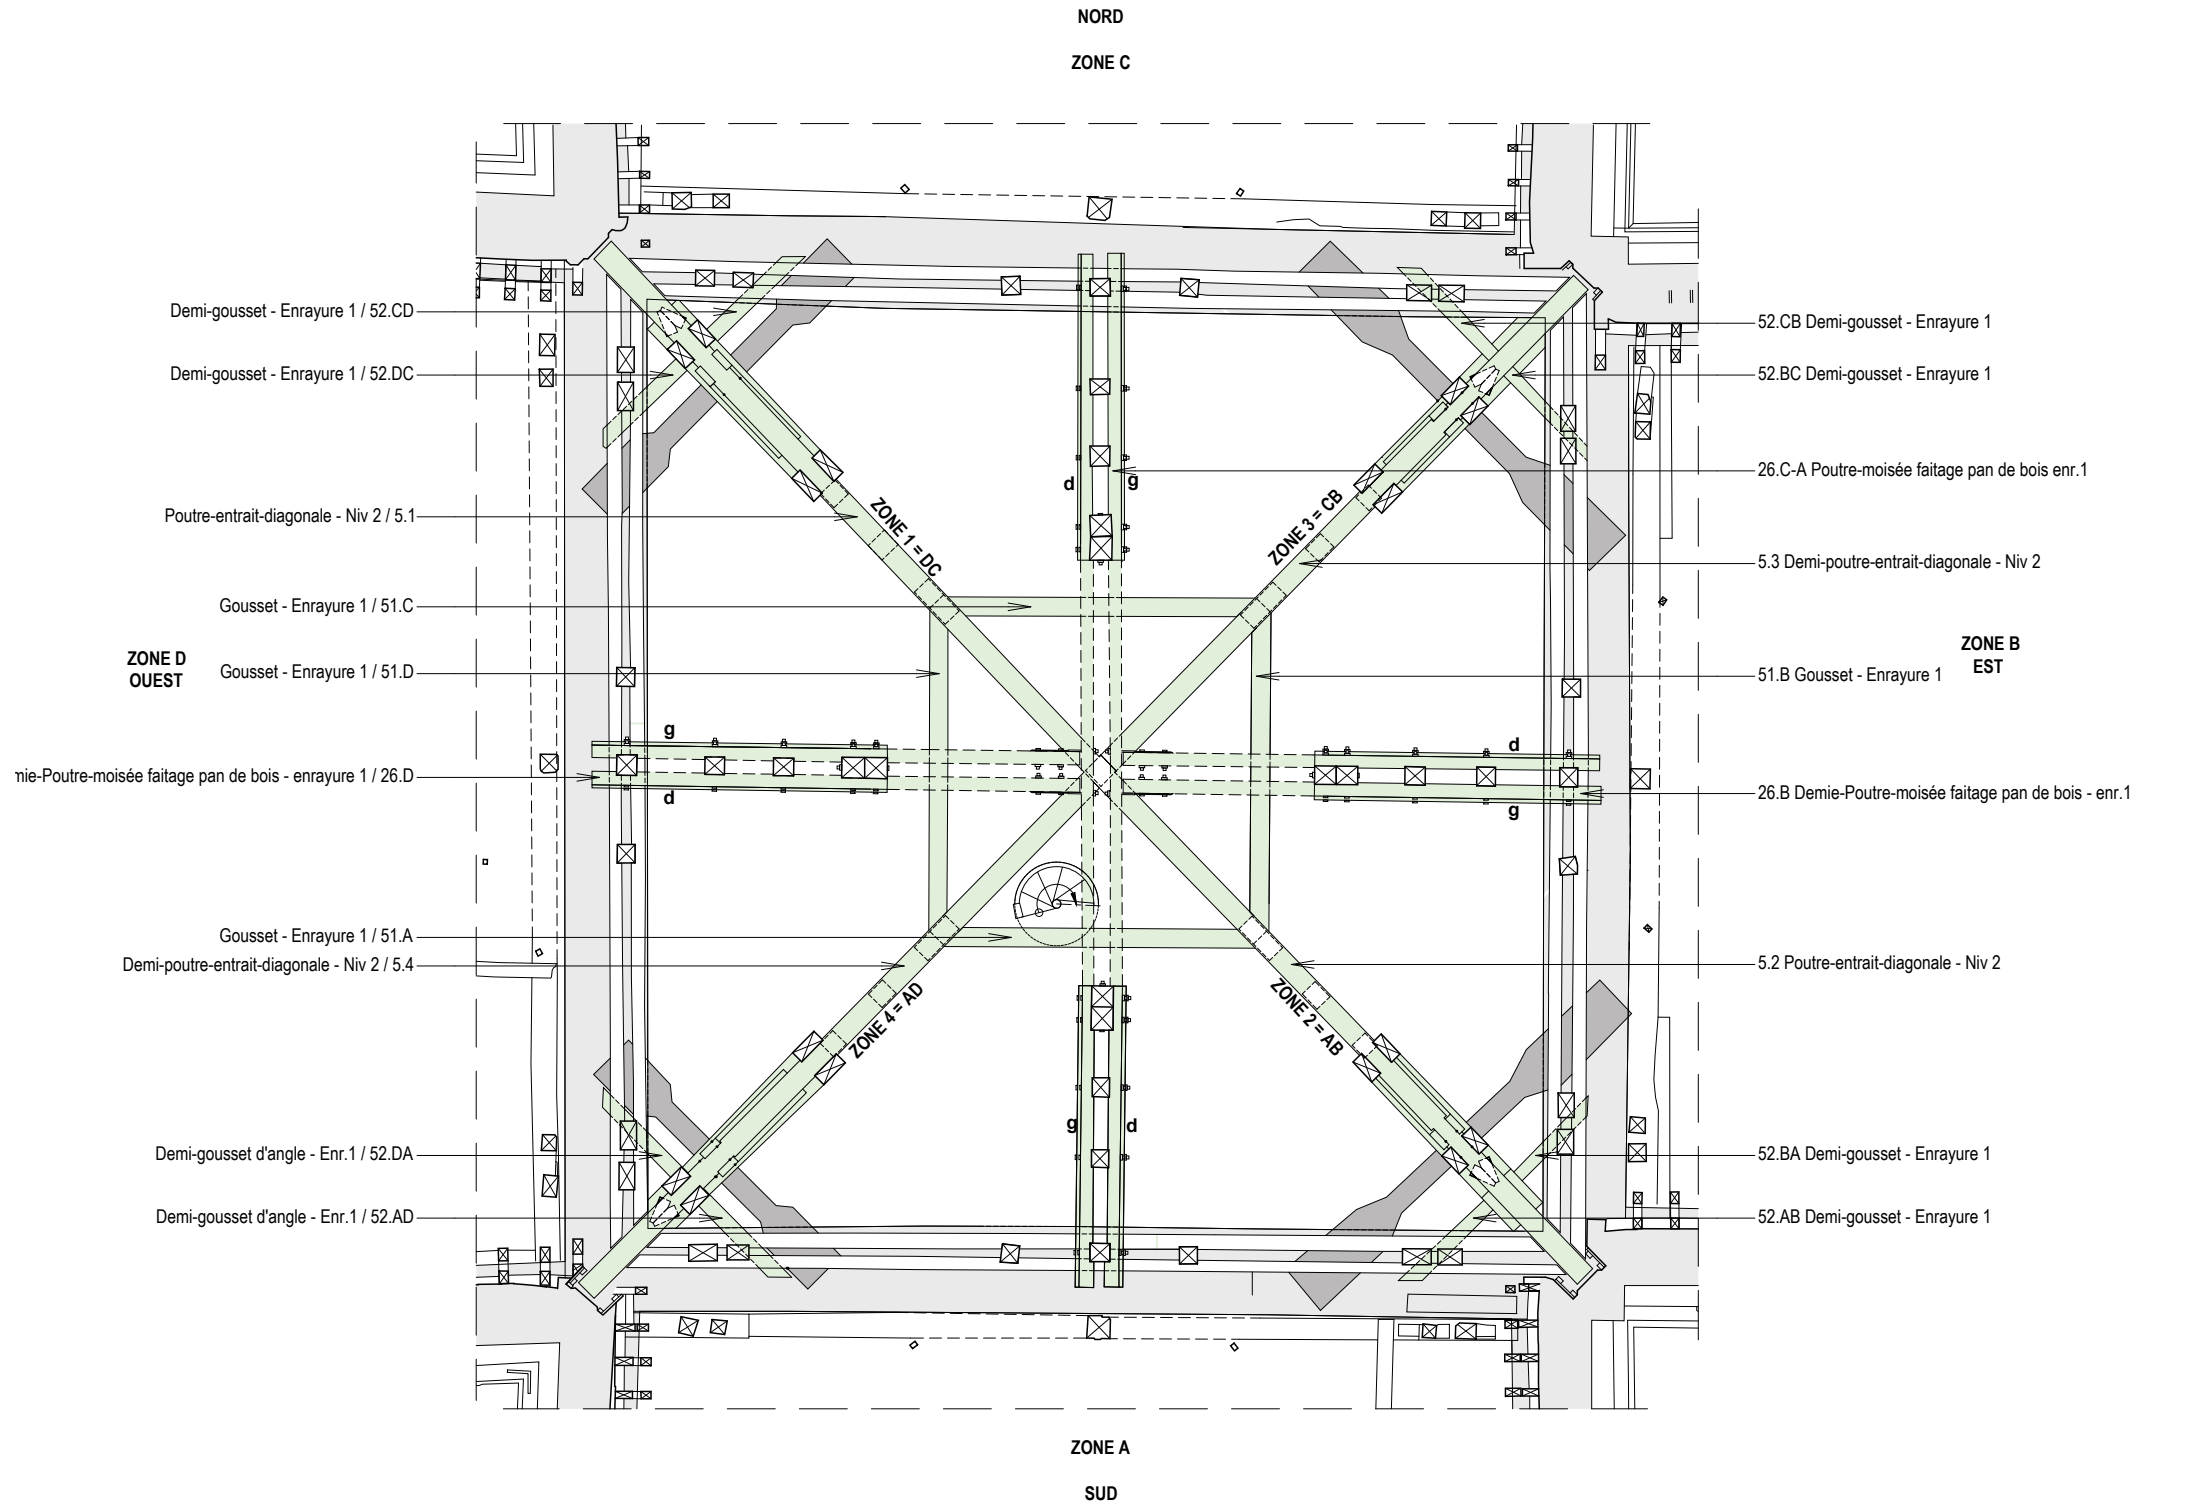 NORD
ZONE C
Demi-gousset - Enrayure 1 / 52.CD
52.CB Demi-gousset - Enrayure 1
Demi-gousset - Enrayure 1 / 52.DC
52.BC Demi-gousset - Enrayure 1
26.C-A Poutre-moisée faitage pan de bois enr.1
d
g
Poutre-entrait-diagonale - Niv 2 / 5.1
ZONE 1 = DC
ZONE 3 = CB
5.3 Demi-poutre-entrait-diagonale - Niv 2
Gousset - Enrayure 1 / 51.C
ZONE D
OUEST
Gousset - Enrayure 1 / 51.D
51.B Gousset - Enrayure 1
ZONE B
EST
g
d
mie-Poutre-moisée faitage pan de bois - enrayure 1 / 26.D
d
g
26.B Demie-Poutre-moisée faitage pan de bois - enr.1
Gousset - Enrayure 1 / 51.A
Demi-poutre-entrait-diagonale - Niv 2 / 5.4
5.2 Poutre-entrait-diagonale - Niv 2
ZONE 4 = AD
ZONE 2 = AB
g
d
Demi-gousset d'angle - Enr.1 / 52.DA
52.BA Demi-gousset - Enrayure 1
Demi-gousset d'angle - Enr.1 / 52.AD
52.AB Demi-gousset - Enrayure 1
ZONE A
SUD